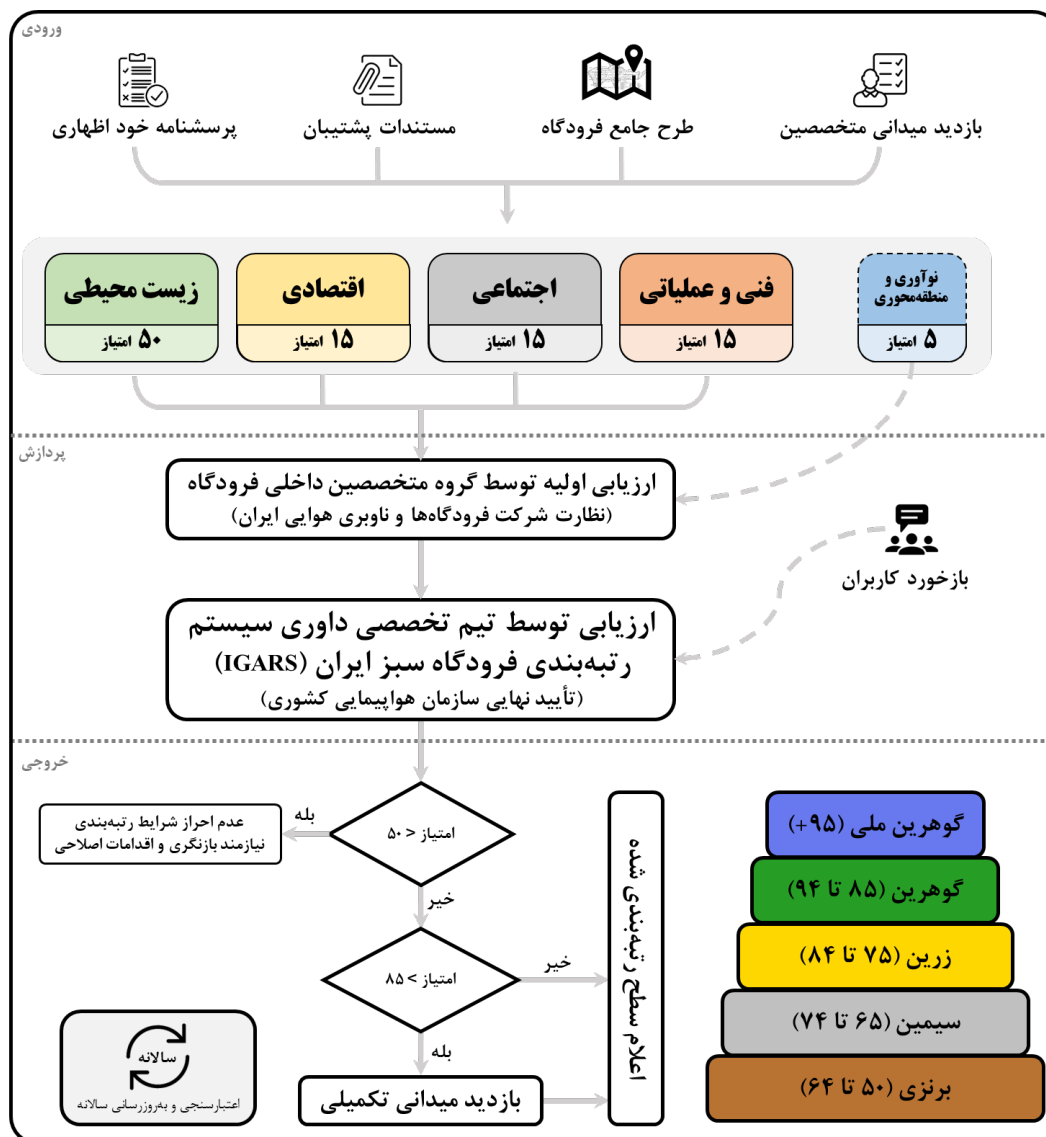 ورودی
بازدید میدانی متخصصین
طرح جامع فرودگاه
مستندات پشتیبان
پرسشنامه خود اظهاری
نوآوری و
منطقه‌محوری
۵ امتیاز
فنی و عملیاتی
۱۵ امتیاز
اجتماعی
۱۵ امتیاز
اقتصادی
۱۵ امتیاز
زیست محیطی
۵۰ امتیاز
پردازش
ارزیابی اولیه توسط گروه متخصصین داخلی فرودگاه
(نظارت شرکت فرودگاه‌ها و ناوبری هوایی ایران)
بازخورد کاربران
ارزیابی توسط تیم تخصصی داوری سیستم
رتبه‌بندی فرودگاه سبز ایران (IGARS)
(تأیید نهایی سازمان هواپیمایی کشوری)
خروجی
امتیاز < ۵۰
بله
عدم احراز شرایط رتبه‌بندی
نیازمند بازنگری و اقدامات اصلاحی
خیر
امتیاز > ۸۵
خیر
بله
بازدید میدانی تکمیلی
اعلام سطح رتبه‌بندی شده
گوهرین ملی (۹۵+)
گوهرین (۸۵ تا ۹۴)
زرین (۷۵ تا ۸۴)
سیمین (۶۵ تا ۷۴)
برنزی (۵۰ تا ۶۴)
سالانه
اعتبارسنجی و به‌روزرسانی سالانه